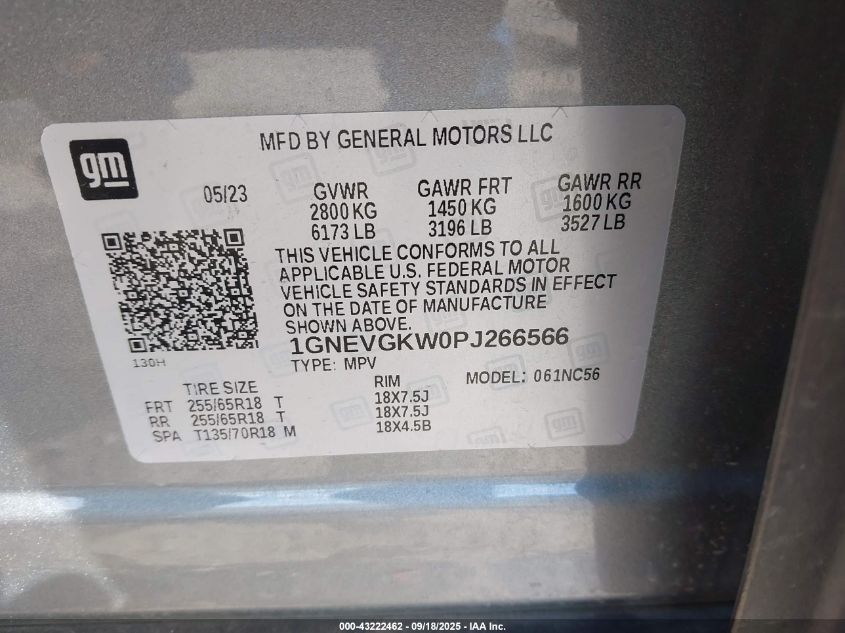 gm
MFD BY GENERAL MOTORS LLC
05/23
GVWR GAWR FRT GAWR RR
2800 KG 1450 KG 1600 KG
6173 LB 3196 LB 3527 LB
THIS VEHICLE CONFORMS TO ALL
APPLICABLE U.S. FEDERAL MOTOR
VEHICLE SAFETY STANDARDS IN EFFECT
ON THE DATE OF MANUFACTURE
SHOWN ABOVE.
1GNEVGKW0PJ266566
130H
TYPE: MPV MODEL: 061NC56
TIRE SIZE RIM
FRT 255/65R18 T 18X7.5J
RR 255/65R18 T 18X7.5J
SPA T135/70R18 M 18X4.5B
000-43222462 - 09/18/2025 - IAA Inc.